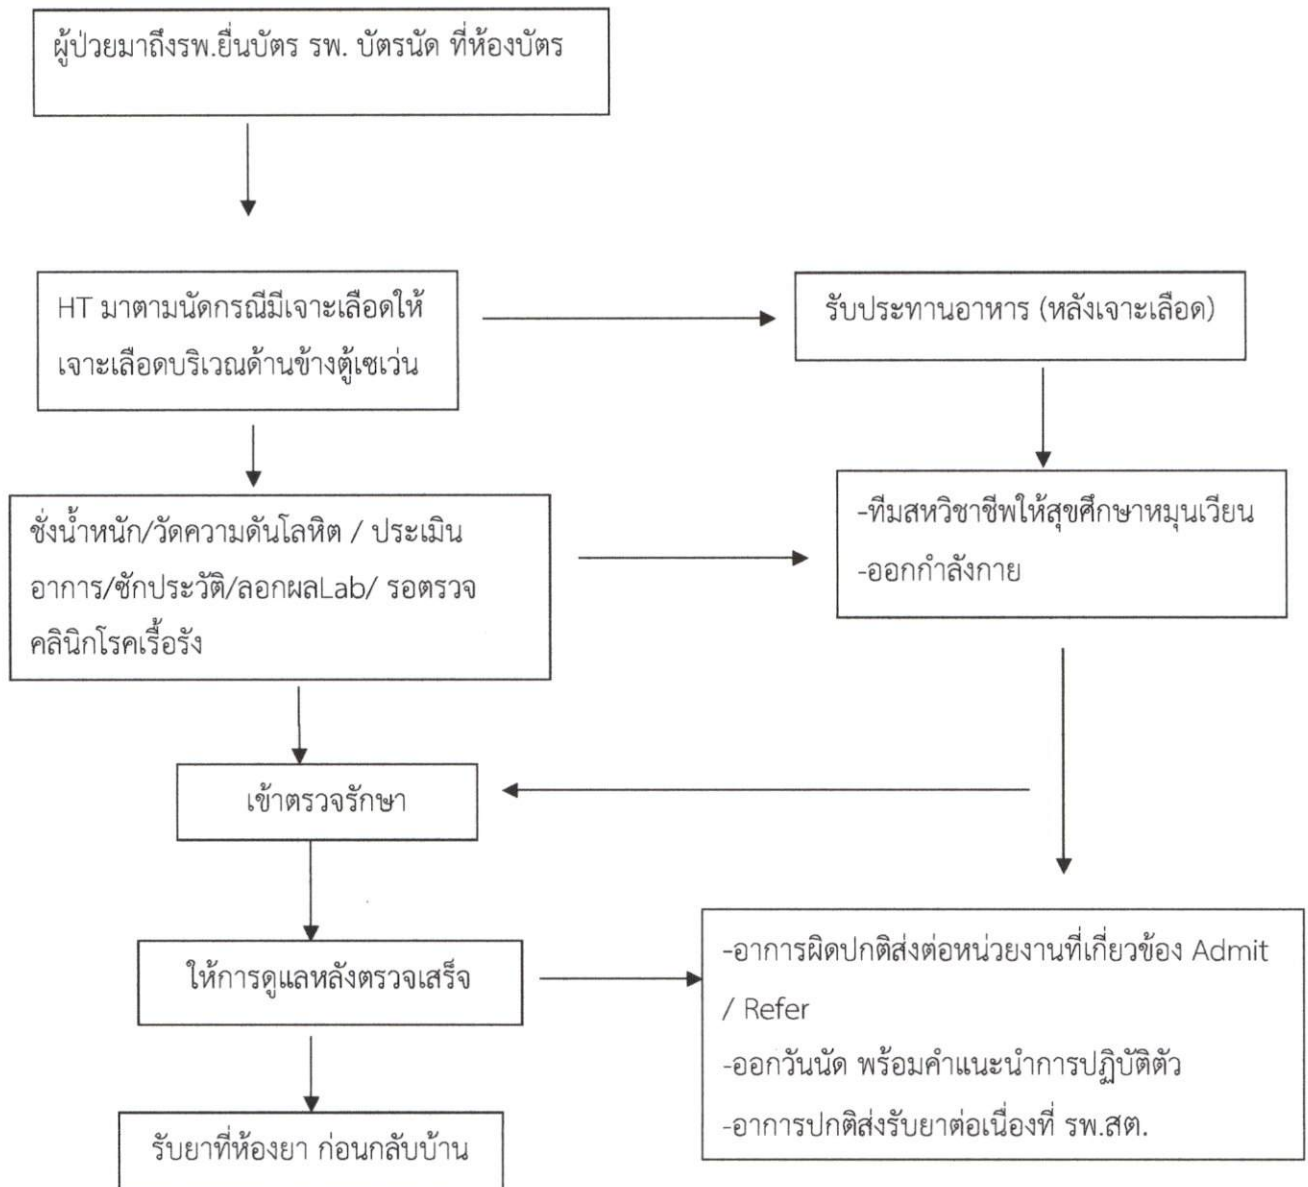 ผู้ป่วยมาถึงรพ.ยื่นบัตร รพ. บัตรนัด ที่ห้องบัตร
HT มาตามนัดกรณีมีเจาะเลือดให้
เจาะเลือดบริเวณด้านข้างตู้เซเว่น
รับประทานอาหาร (หลังเจาะเลือด)
ชั่งน้ำหนัก/วัดความดันโลหิต / ประเมิน
อาการ/ซักประวัติ/ลอกผลLab/ รอตรวจ
คลินิกโรคเรื้อรัง
-ทีมสหวิชาชีพให้สุขศึกษาหมุนเวียน
-ออกกำลังกาย
เข้าตรวจรักษา
ให้การดูแลหลังตรวจเสร็จ
-อาการผิดปกติส่งต่อหน่วยงานที่เกี่ยวข้อง Admit
/ Refer
-ออกวันนัด พร้อมคำแนะนำการปฏิบัติตัว
-อาการปกติส่งรับยาต่อเนื่องที่ รพ.สต.
รับยาที่ห้องยา ก่อนกลับบ้าน